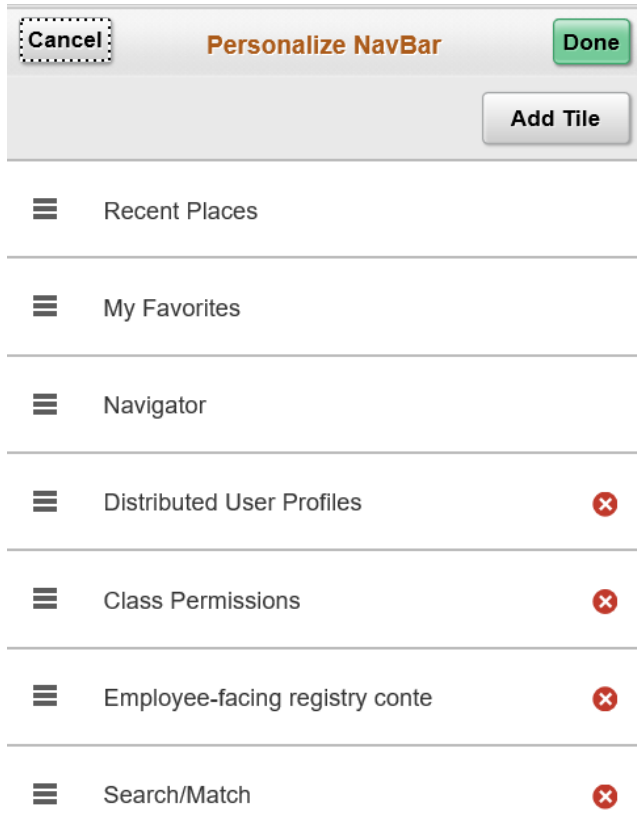 Cancel Personalize NavBar Done
Add Tile
Recent Places
My Favorites
Navigator
Distributed User Profiles
Class Permissions
Employee-facing registry conte
Search/Match